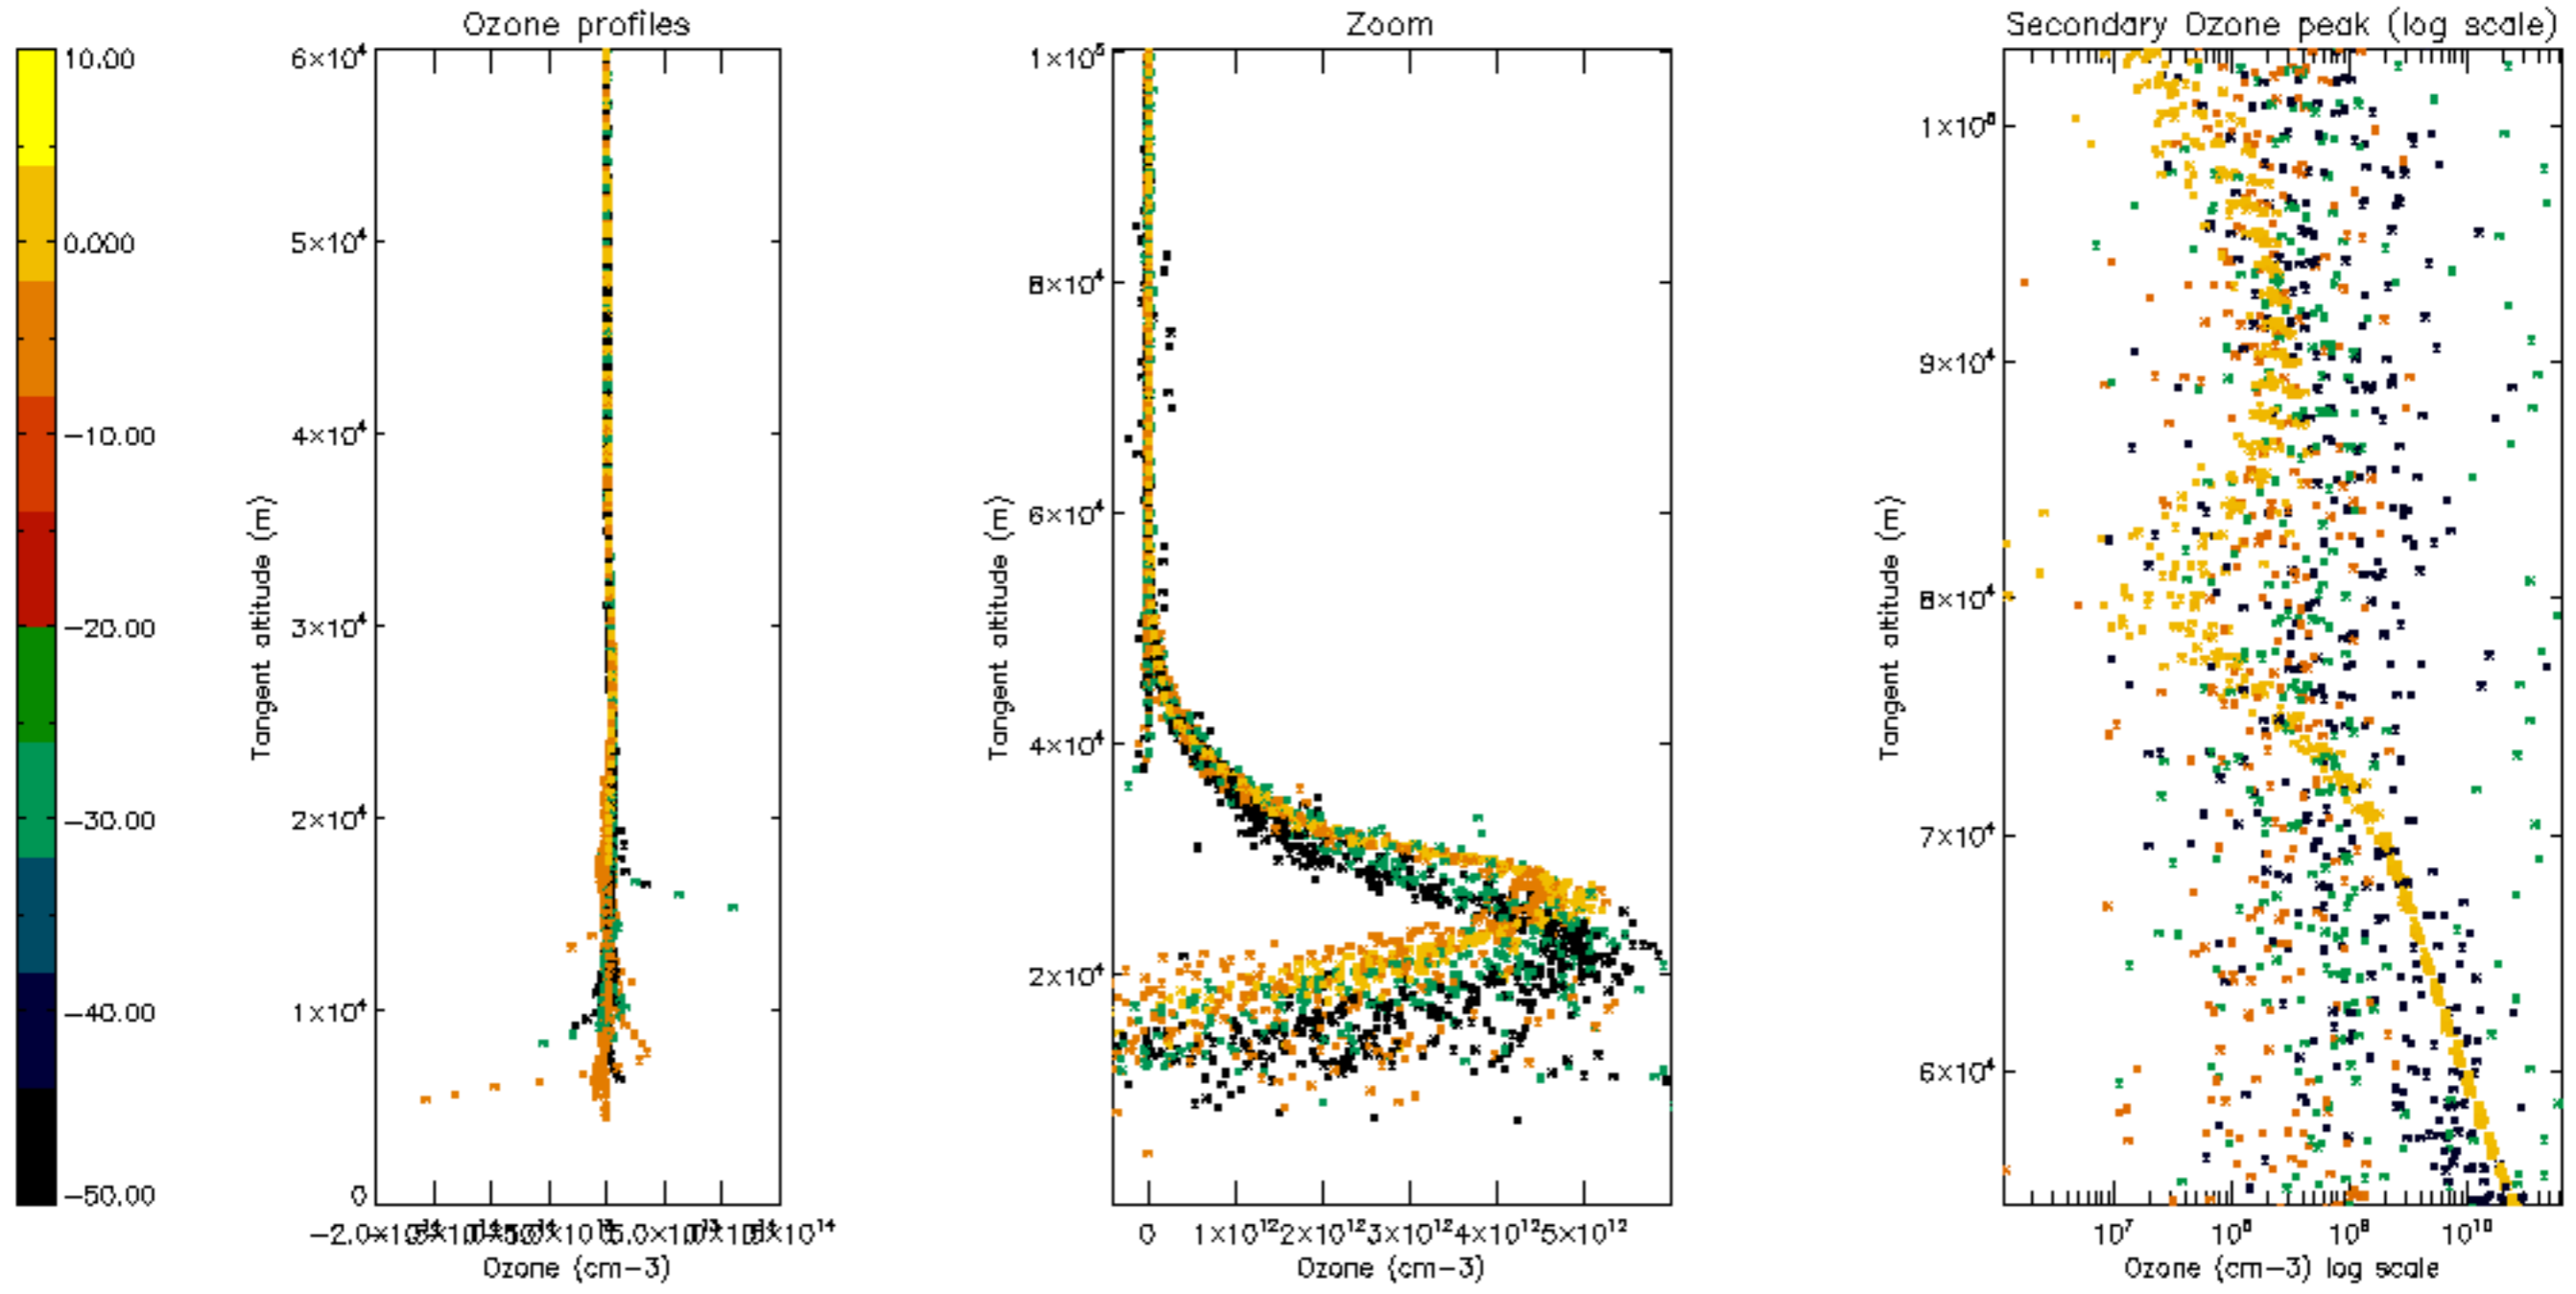 Ozone profiles
Zoom
Secondary Ozone peak (log scale)
10.00
0.000
−10.00
−20.00
−30.00
−40.00
−50.00
Tangent altitude (m)
6×10⁴
5×10⁴
4×10⁴
3×10⁴
2×10⁴
1×10⁴
0
Ozone (cm−3)
Tangent altitude (m)
1×10⁵
8×10⁴
6×10⁴
4×10⁴
2×10⁴
0 1×10¹² 2×10¹² 3×10¹² 4×10¹² 5×10¹²
Ozone (cm−3)
Tangent altitude (m)
1×10⁵
9×10⁴
8×10⁴
7×10⁴
6×10⁴
10⁷ 10⁸ 10⁹ 10¹⁰
Ozone (cm−3) log scale